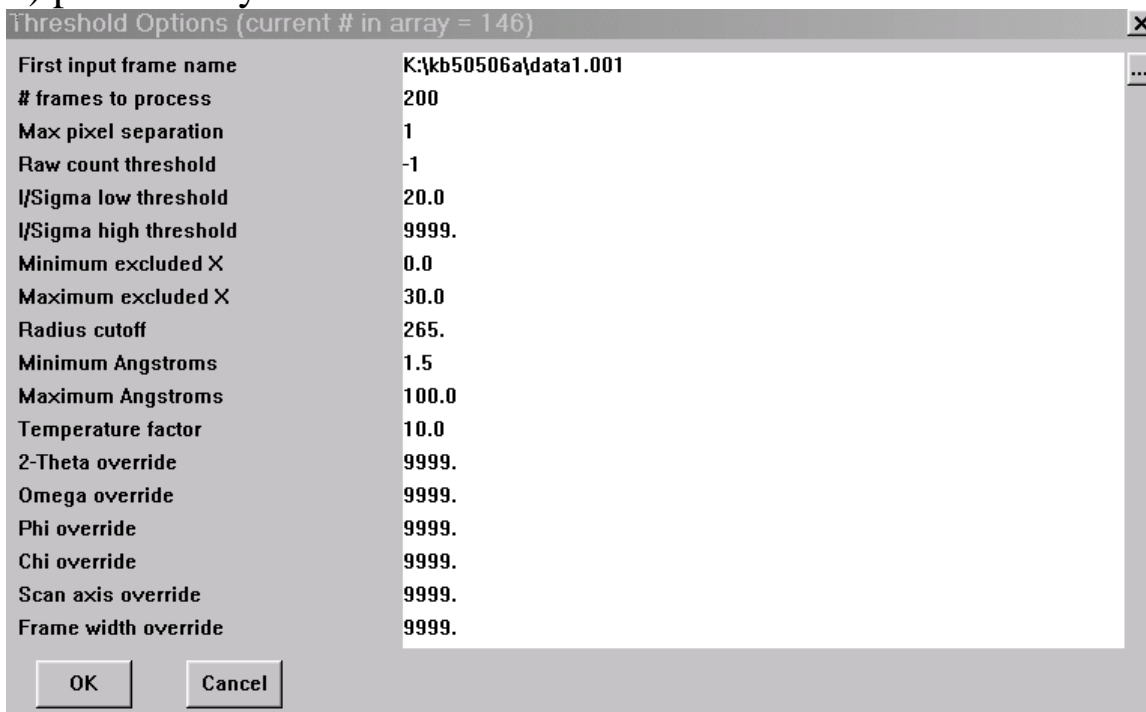 Threshold Options (current # in array = 146)
First input frame name K:\kb50506a\data1.001 ...
# frames to process 200
Max pixel separation 1
Raw count threshold -1
I/Sigma low threshold 20.0
I/Sigma high threshold 9999.
Minimum excluded X 0.0
Maximum excluded X 30.0
Radius cutoff 265.
Minimum Angstroms 1.5
Maximum Angstroms 100.0
Temperature factor 10.0
2-Theta override 9999.
Omega override 9999.
Phi override 9999.
Chi override 9999.
Scan axis override 9999.
Frame width override 9999.
OK Cancel